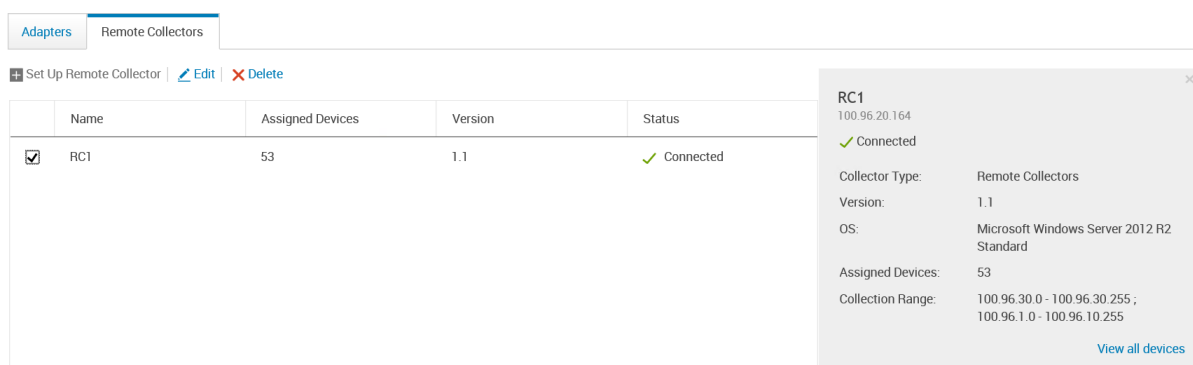 Adapters Remote Collectors
Set Up Remote Collector Edit Delete
Name Assigned Devices Version Status
RC1 53 1.1 Connected
RC1
100.96.20.164
Connected
Collector Type: Remote Collectors
Version: 1.1
OS: Microsoft Windows Server 2012 R2
Standard
Assigned Devices: 53
Collection Range: 100.96.30.0 - 100.96.30.255 ;
100.96.1.0 - 100.96.10.255
View all devices